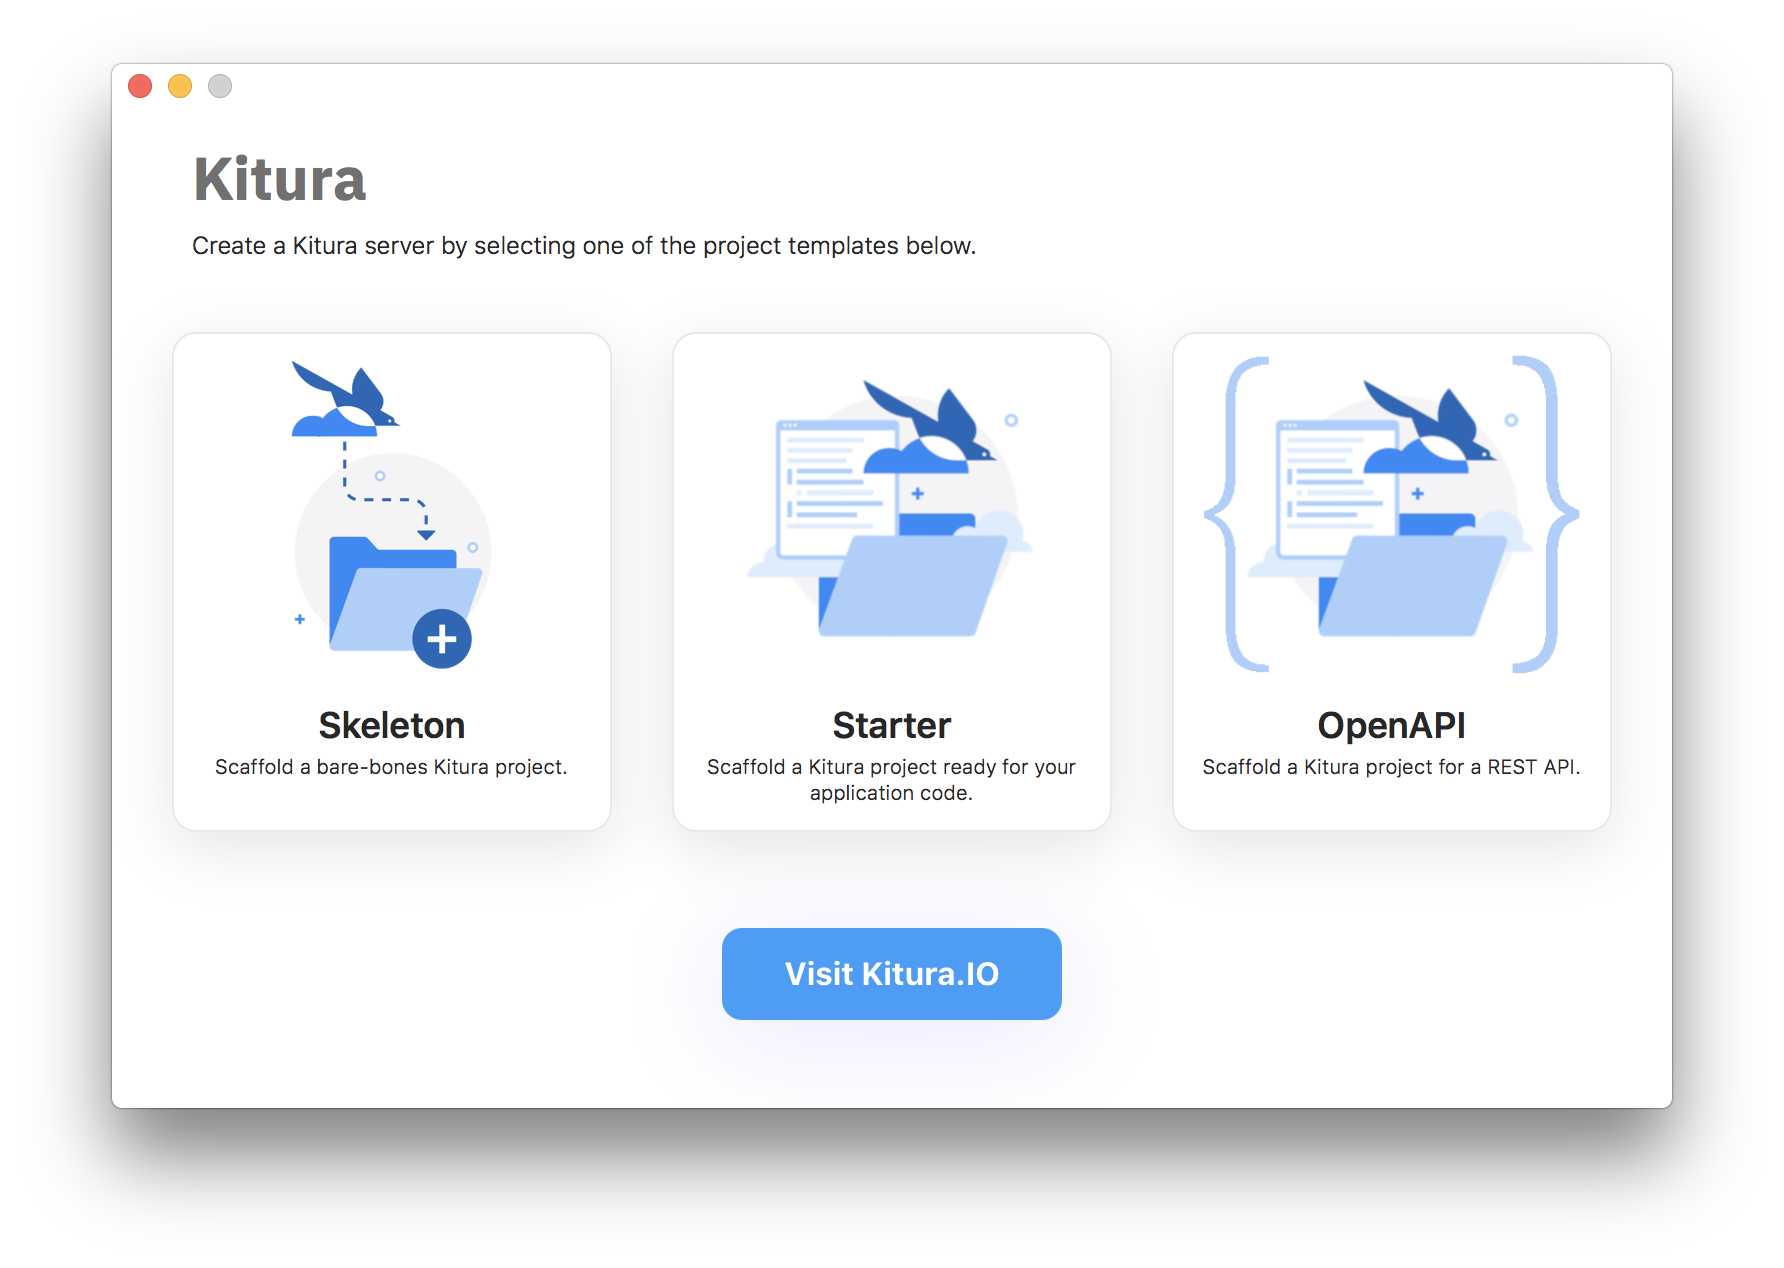 Kitura
Create a Kitura server by selecting one of the project templates below.
Skeleton
Scaffold a bare-bones Kitura project.
Starter
Scaffold a Kitura project ready for your
application code.
OpenAPI
Scaffold a Kitura project for a REST API.
Visit Kitura.IO